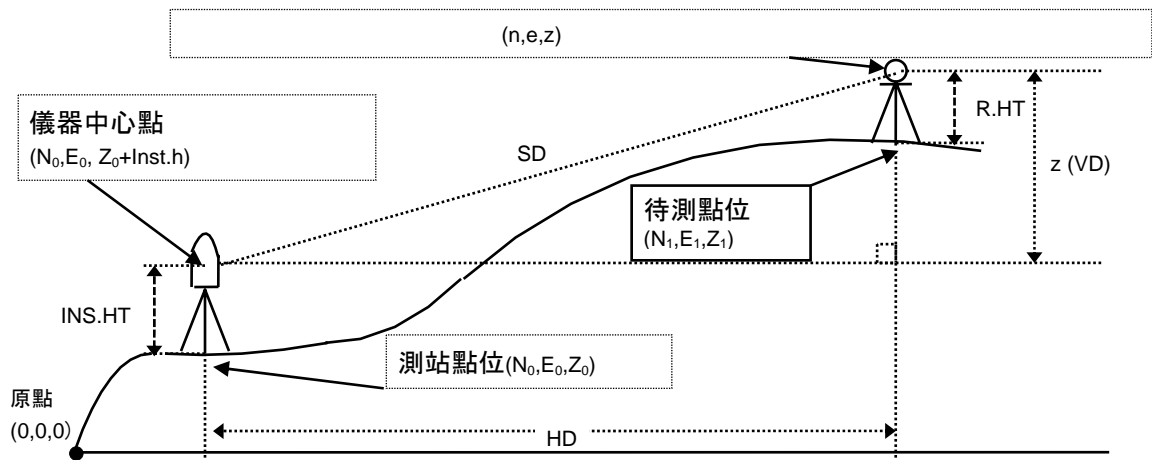 (n,e,z)
儀器中心點
(N₀,E₀, Z₀+Inst.h)
R.HT
SD
z (VD)
待測點位
(N₁,E₁,Z₁)
INS.HT
測站點位(N₀,E₀,Z₀)
原點
(0,0,0)
HD